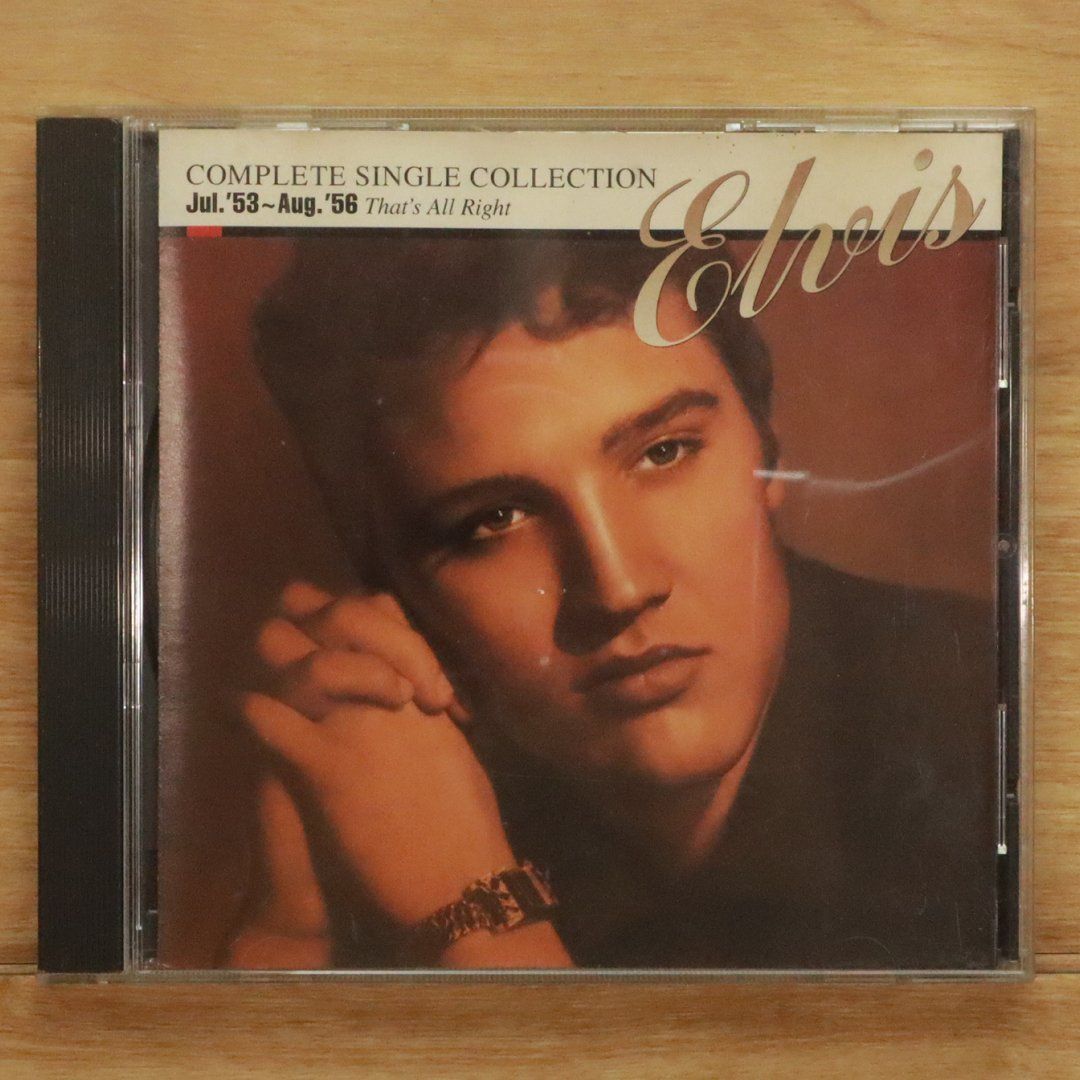 COMPLETE SINGLE COLLECTION
Jul.'53~Aug.'56 That's All Right
Elvis